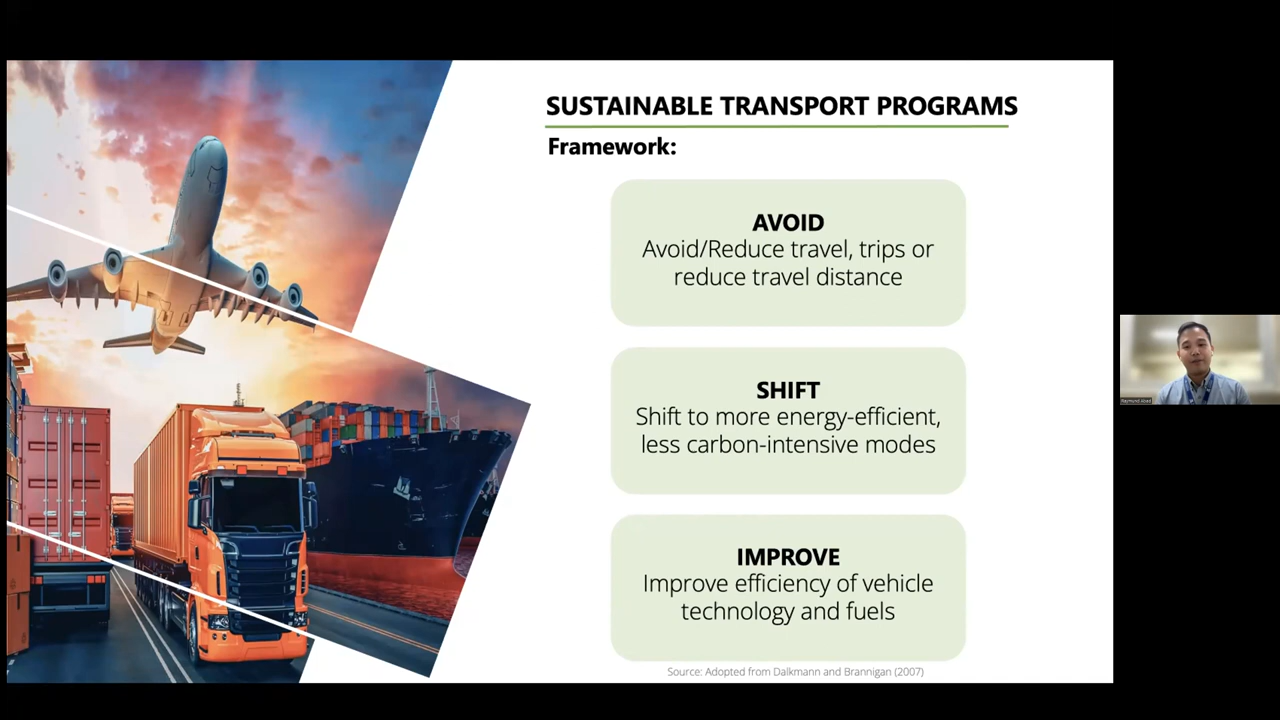 SUSTAINABLE TRANSPORT PROGRAMS
Framework:
AVOID
Avoid/Reduce travel, trips or
reduce travel distance
SHIFT
Shift to more energy-efficient,
less carbon-intensive modes
IMPROVE
Improve efficiency of vehicle
technology and fuels
Source: Adopted from Dalkmann and Brannigan (2007)
Raymund Abad